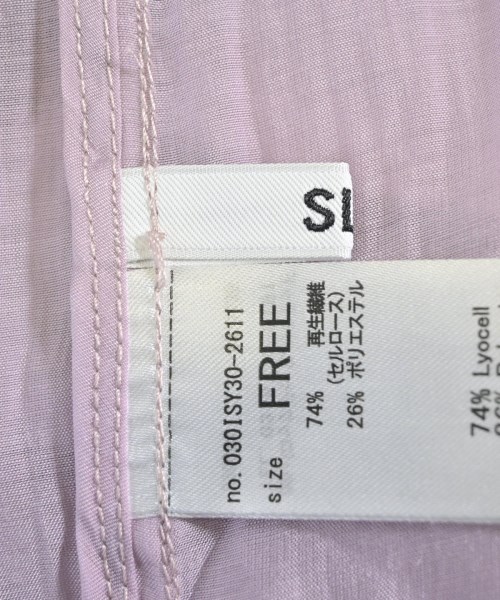 SL
no. 030ISY30-2611
size FREE
74% 再生繊維
(セルロース)
26% ポリエステル
74% Lyocell